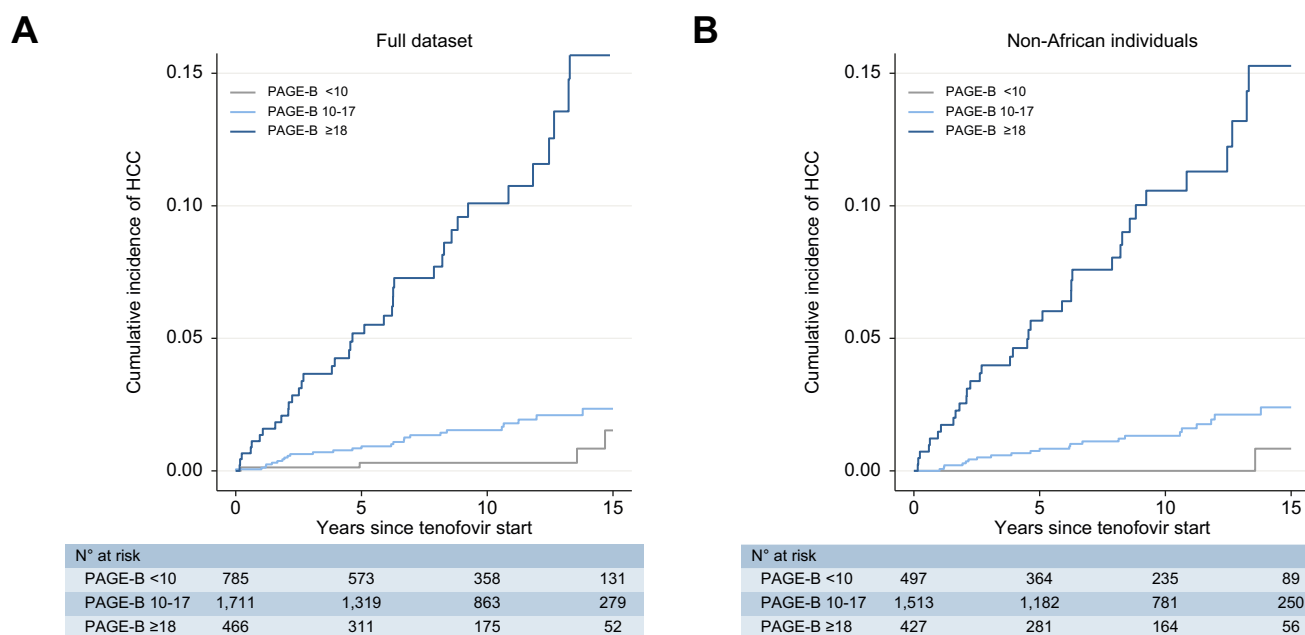 A
Full dataset
0.15
0.10
0.05
0.00
Cumulative incidence of HCC
PAGE-B <10
PAGE-B 10-17
PAGE-B ≥18
0 5 10 15
Years since tenofovir start
N° at risk
PAGE-B <10 785 573 358 131
PAGE-B 10-17 1,711 1,319 863 279
PAGE-B ≥18 466 311 175 52
B
Non-African individuals
0.15
0.10
0.05
0.00
Cumulative incidence of HCC
PAGE-B <10
PAGE-B 10-17
PAGE-B ≥18
0 5 10 15
Years since tenofovir start
N° at risk
PAGE-B <10 497 364 235 89
PAGE-B 10-17 1,513 1,182 781 250
PAGE-B ≥18 427 281 164 56